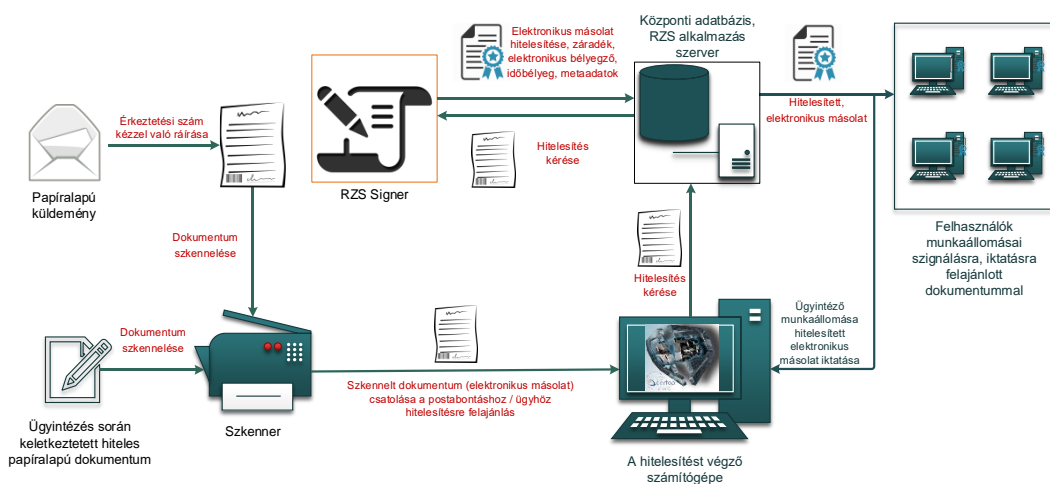 Elektronikus másolat
hitelesítése, záradék,
elektronikus bélyegző,
időbélyeg, metaadatok
Központi adatbázis,
RZS alkalmazás
szerver
Hitelesített,
elektronikus másolat
Érkeztetési szám
kézzel való ráírása
Papíralapú
küldemény
RZS Signer
Hitelesítés
kérése
Felhasználók
munkaállomásai
szignálásra, iktatásra
felajánlott
dokumentummal
Dokumentum
szkennelése
Hitelesítés
kérése
Ügyintéző
munkaállomása
hitelesített
elektronikus
másolat iktatása
Dokumentum
szkennelése
Szkennelt dokumentum (elektronikus másolat)
csatolása a postabontáshoz / ügyhöz
hitelesítésre felajánlás
Ügyintézés során
keletkeztetett hiteles
papíralapú dokumentum
Szkenner
A hitelesítést végző
számítógépe